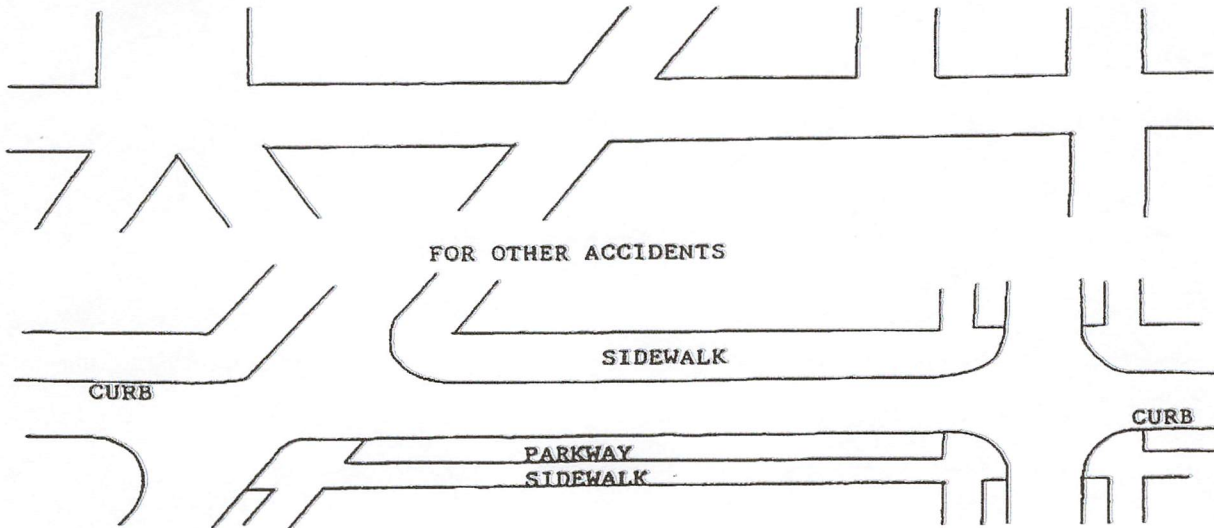 FOR OTHER ACCIDENTS
SIDEWALK
CURB
CURB
PARKWAY
SIDEWALK